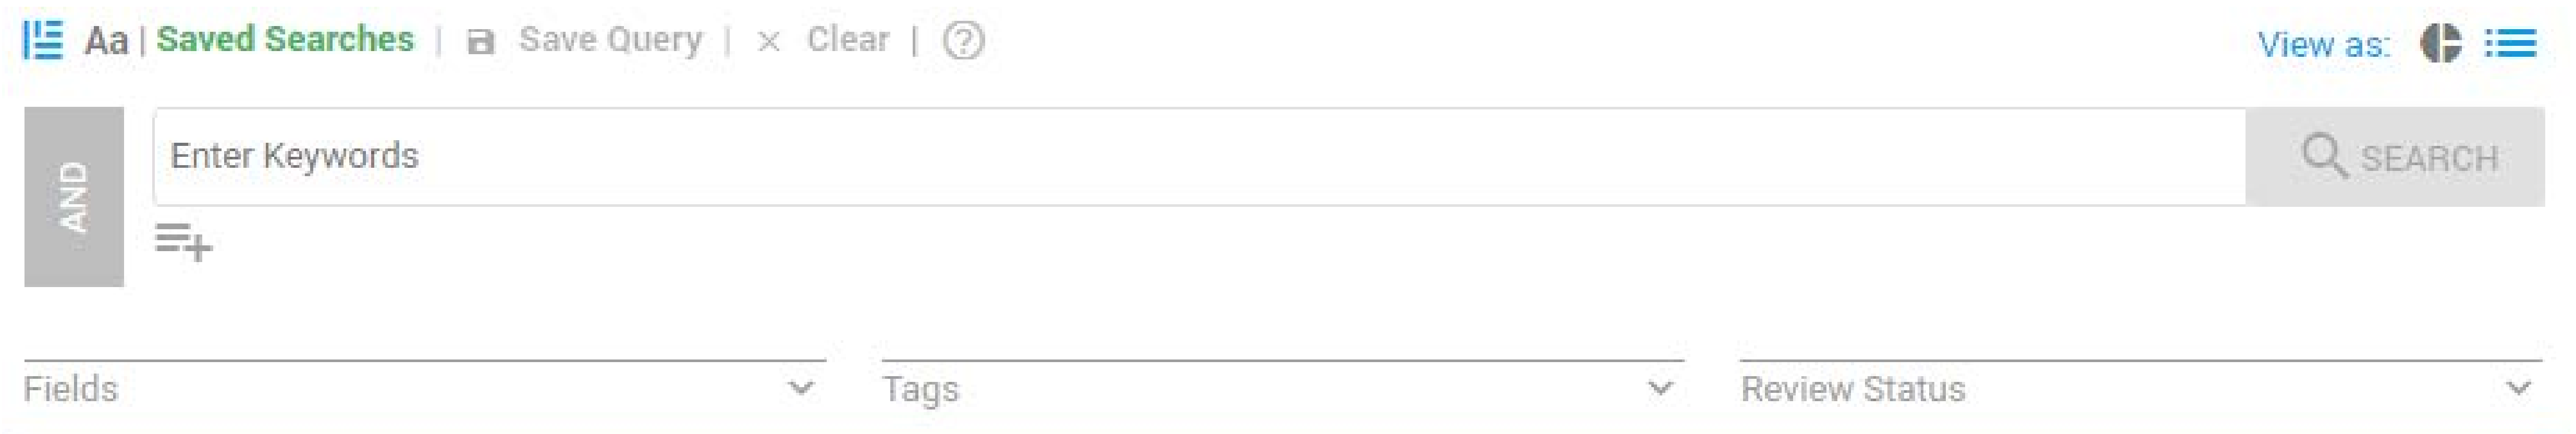 Aa | Saved Searches | Save Query | × Clear | ? View as:
AND
Enter Keywords
SEARCH
Fields
Tags
Review Status